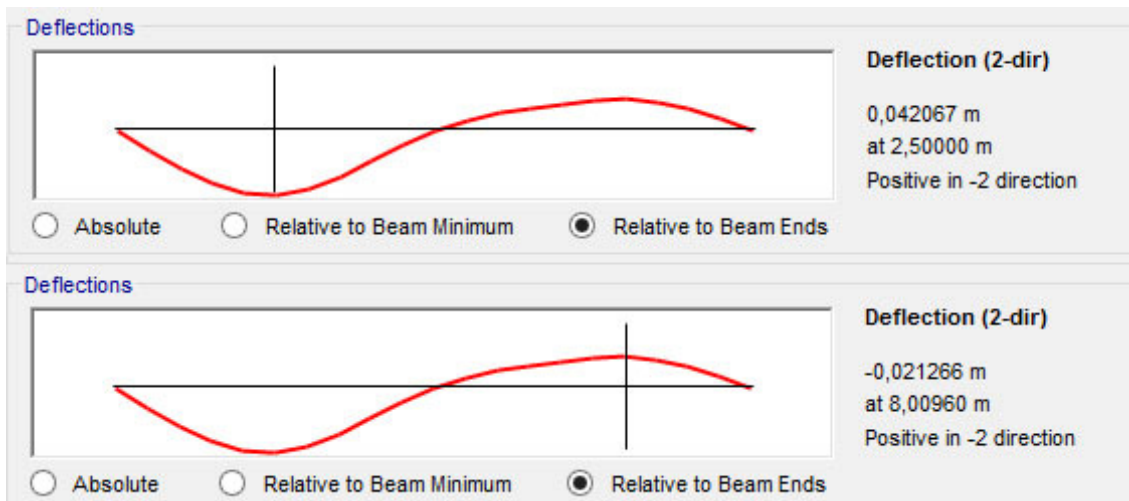 Deflections
Deflection (2-dir)
0,042067 m
at 2,50000 m
Positive in -2 direction
Absolute Relative to Beam Minimum Relative to Beam Ends
Deflections
Deflection (2-dir)
-0,021266 m
at 8,00960 m
Positive in -2 direction
Absolute Relative to Beam Minimum Relative to Beam Ends